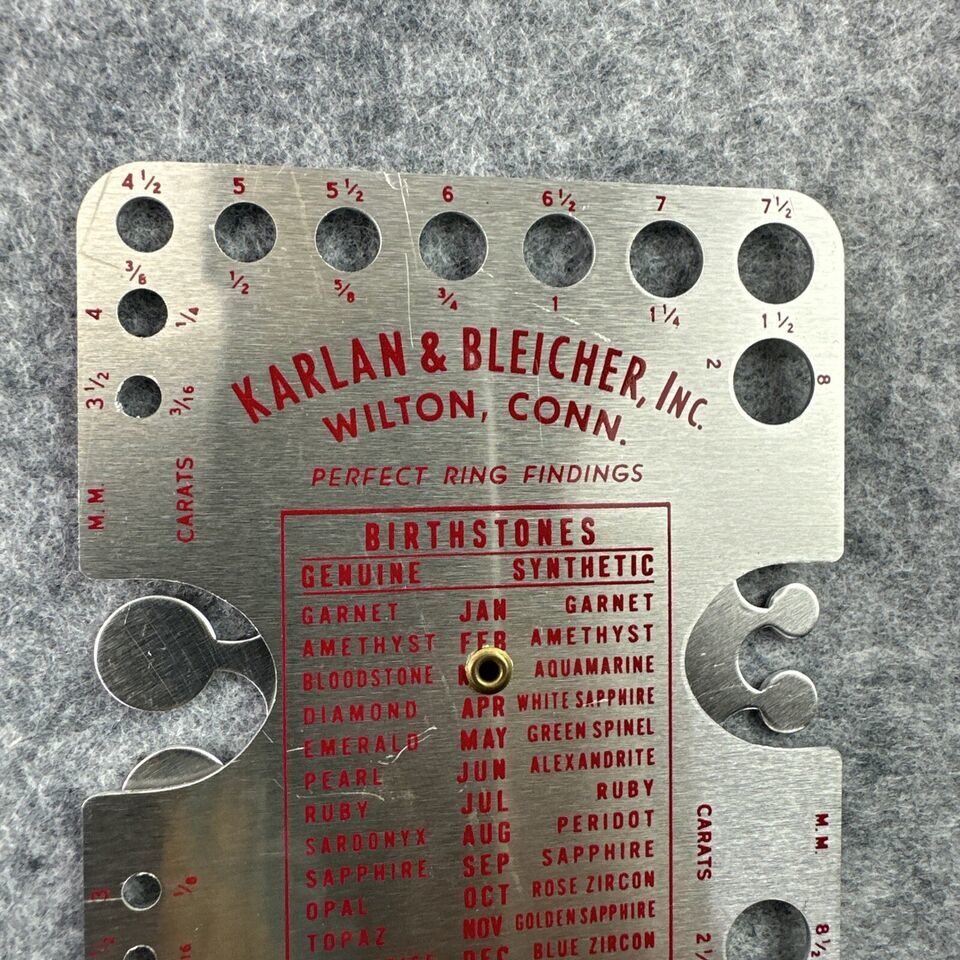 4 1/2 5 5 1/2 6 6 1/2 7 7 1/2
3/8 1/2 5/8 3/4 1 1 1/4 1 1/2
4 1/4
2 8
3 1/2 3/16
KARLAN & BLEICHER, INC.
WILTON, CONN.
PERFECT RING FINDINGS
M.M. CARATS
BIRTHSTONES
GENUINE SYNTHETIC
GARNET JAN GARNET
AMETHYST FEB AMETHYST
BLOODSTONE AQUAMARINE
DIAMOND APR WHITE SAPPHIRE
EMERALD MAY GREEN SPINEL
PEARL JUN ALEXANDRITE
RUBY JUL RUBY
SARDONYX AUG PERIDOT
SAPPHIRE SEP SAPPHIRE
OPAL OCT ROSE ZIRCON
TOPAZ NOV GOLDEN SAPPHIRE
DEC BLUE ZIRCON
CARATS M.M.
3 1/8
8 1/2